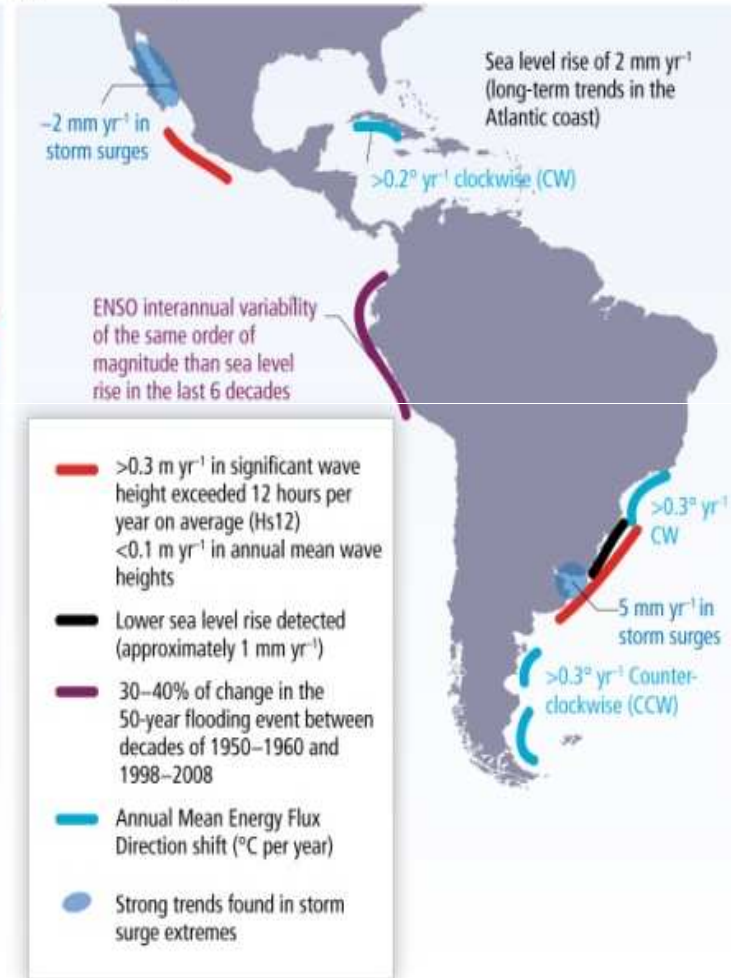 Sea level rise of 2 mm yr⁻¹
(long-term trends in the
Atlantic coast)
–2 mm yr⁻¹ in
storm surges
>0.2° yr⁻¹ clockwise (CW)
ENSO interannual variability
of the same order of
magnitude than sea level
rise in the last 6 decades
>0.3° yr⁻¹
CW
5 mm yr⁻¹ in
storm surges
>0.3° yr⁻¹ Counter-
clockwise (CCW)
>0.3 m yr⁻¹ in significant wave
height exceeded 12 hours per
year on average (Hs12)
<0.1 m yr⁻¹ in annual mean wave
heights
Lower sea level rise detected
(approximately 1 mm yr⁻¹)
30–40% of change in the
50-year flooding event between
decades of 1950–1960 and
1998–2008
Annual Mean Energy Flux
Direction shift (°C per year)
Strong trends found in storm
surge extremes